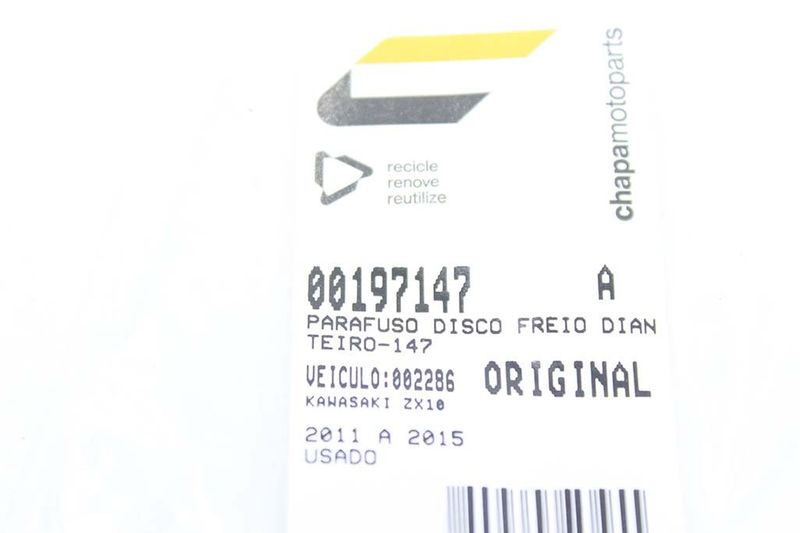 chapamotoparts
recicle
renove
reutilize
00197147 A
PARAFUSO DISCO FREIO DIAN
TEIRO-147
VEICULO:002286 ORIGINAL
KAWASAKI ZX10
2011 A 2015
USADO